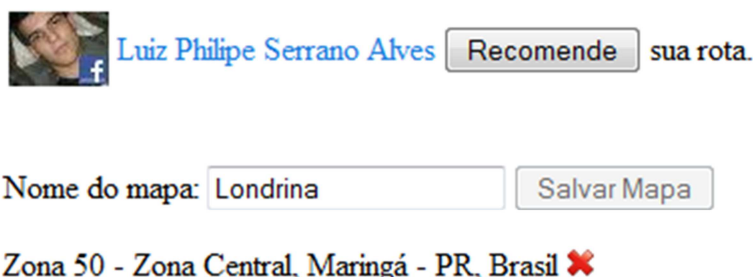 Luiz Philipe Serrano Alves Recomende sua rota.
Nome do mapa: Londrina Salvar Mapa
Zona 50 - Zona Central, Maringá - PR, Brasil